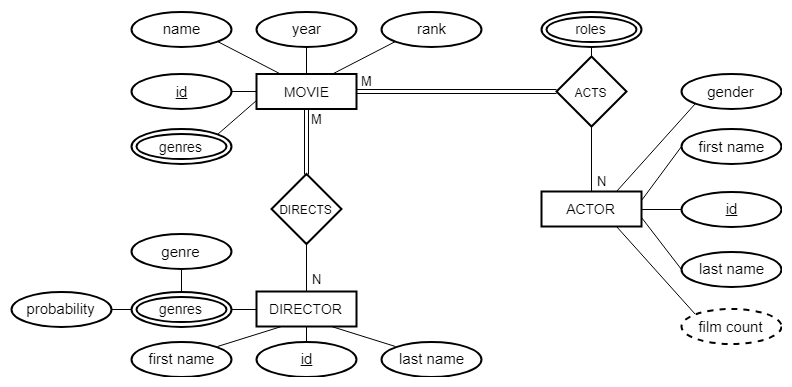 name
year
rank
roles
id
MOVIE
M
ACTS
gender
genres
M
first name
N
DIRECTS
ACTOR
id
genre
last name
N
probability
genres
DIRECTOR
film count
first name
id
last name